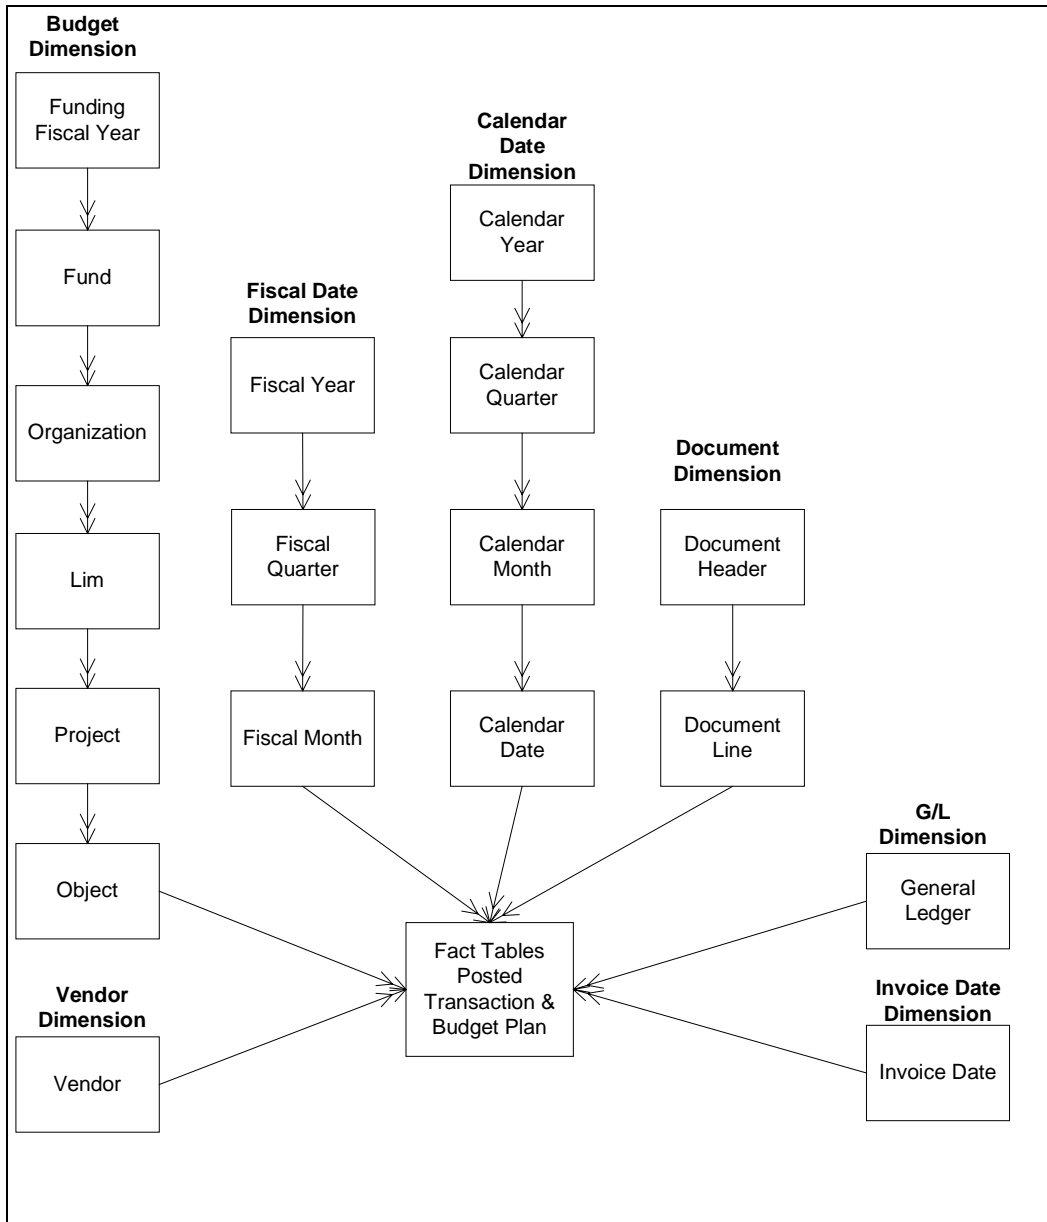 Budget
Dimension
Funding
Fiscal Year
Fund
Organization
Lim
Project
Object
Vendor
Dimension
Vendor
Fiscal Date
Dimension
Fiscal Year
Fiscal
Quarter
Fiscal Month
Calendar
Date
Dimension
Calendar
Year
Calendar
Quarter
Calendar
Month
Calendar
Date
Document
Dimension
Document
Header
Document
Line
Fact Tables
Posted
Transaction &
Budget Plan
G/L
Dimension
General
Ledger
Invoice Date
Dimension
Invoice Date